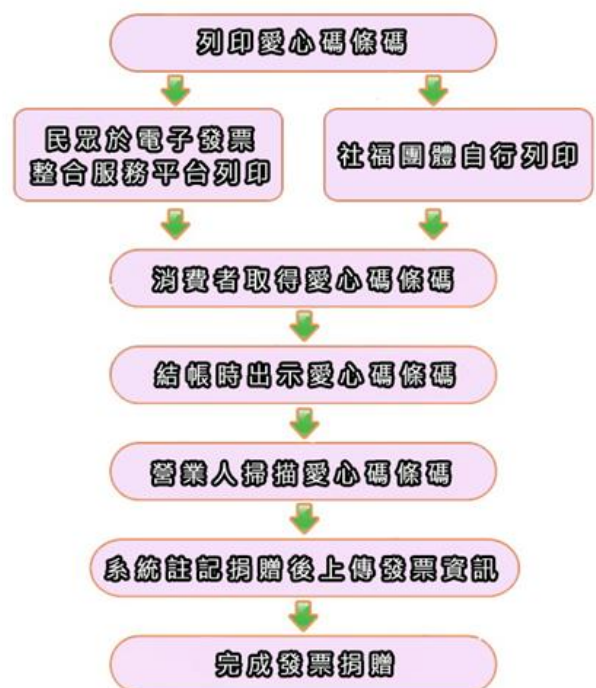 列印愛心碼條碼
民眾於電子發票
整合服務平台列印
社福團體自行列印
消費者取得愛心碼條碼
結帳時出示愛心碼條碼
營業人掃描愛心碼條碼
系統註記捐贈後上傳發票資訊
完成發票捐贈